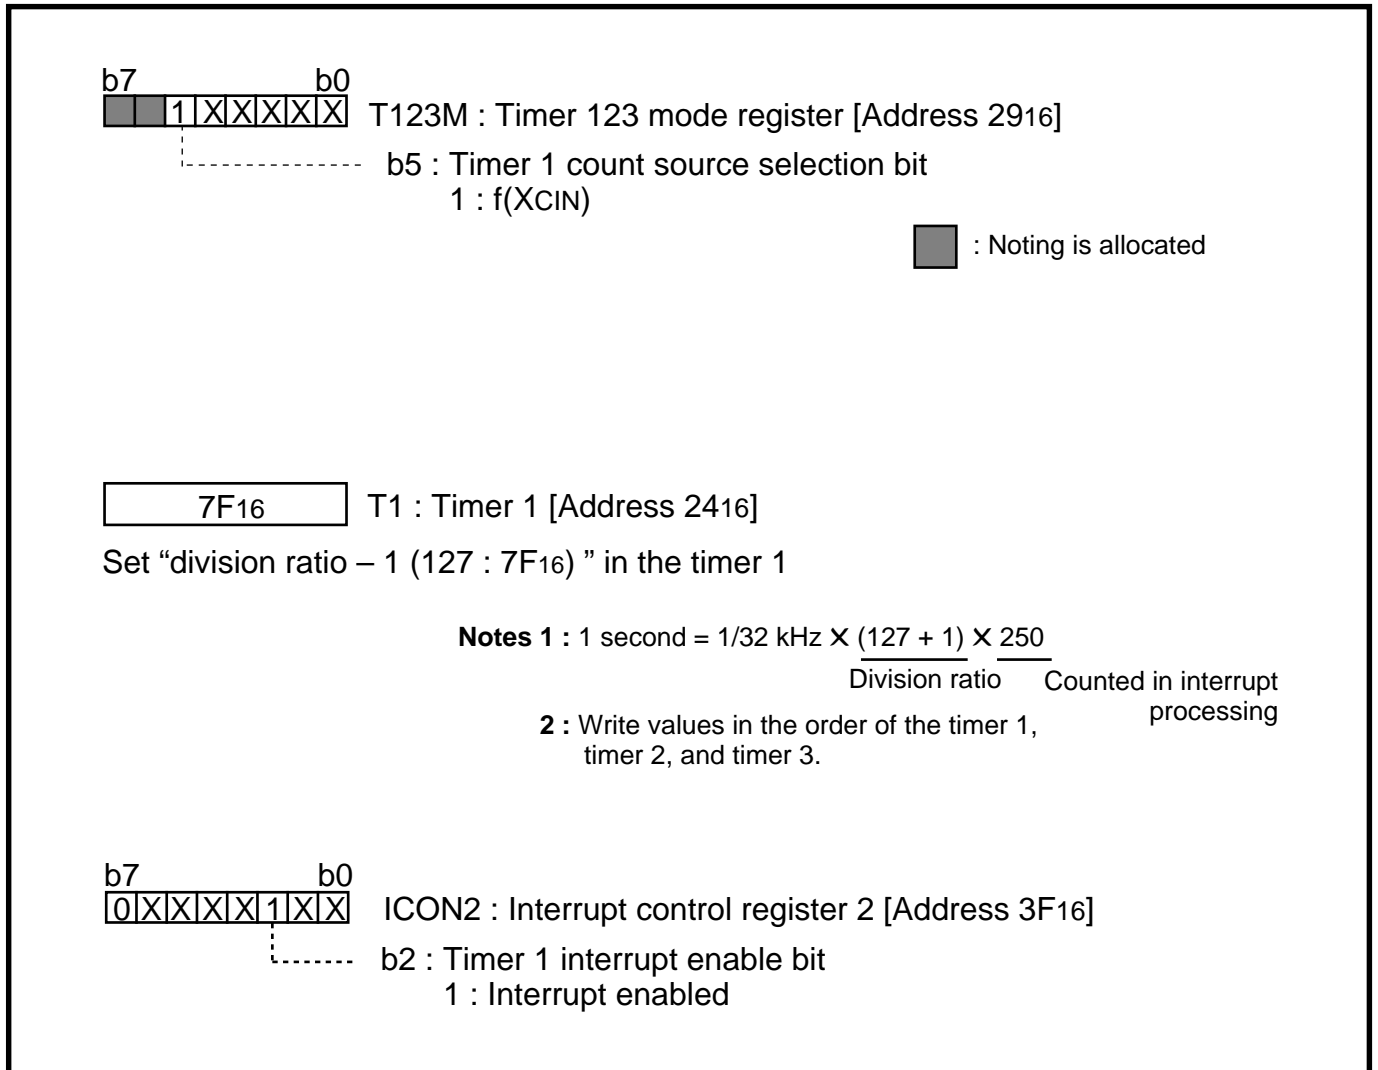 b7 b0
1 X X X X X T123M : Timer 123 mode register [Address 2916]
b5 : Timer 1 count source selection bit
1 : f(XCIN)
: Noting is allocated
7F16 T1 : Timer 1 [Address 2416]
Set “division ratio – 1 (127 : 7F16) ” in the timer 1
Notes 1 : 1 second = 1/32 kHz X (127 + 1) X 250
Division ratio Counted in interrupt
processing
2 : Write values in the order of the timer 1,
timer 2, and timer 3.
b7 b0
0 X X X X 1 X X ICON2 : Interrupt control register 2 [Address 3F16]
b2 : Timer 1 interrupt enable bit
1 : Interrupt enabled